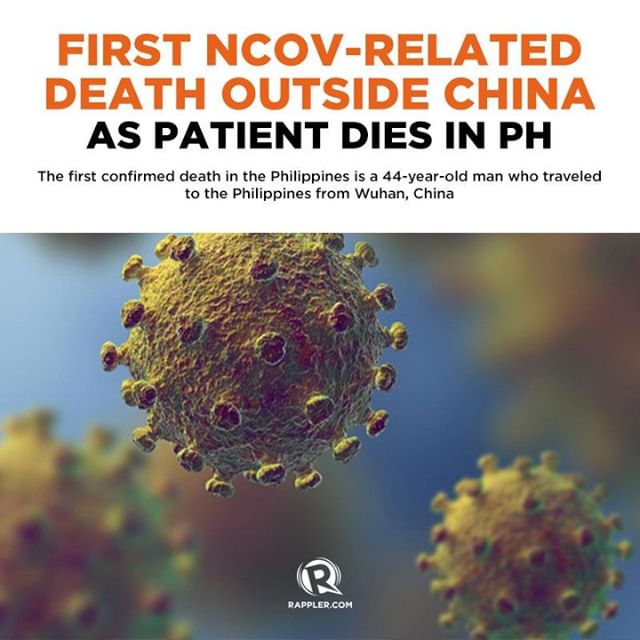 FIRST NCOV-RELATED
DEATH OUTSIDE CHINA
AS PATIENT DIES IN PH
The first confirmed death in the Philippines is a 44-year-old man who traveled
to the Philippines from Wuhan, China
R
RAPPLER.COM